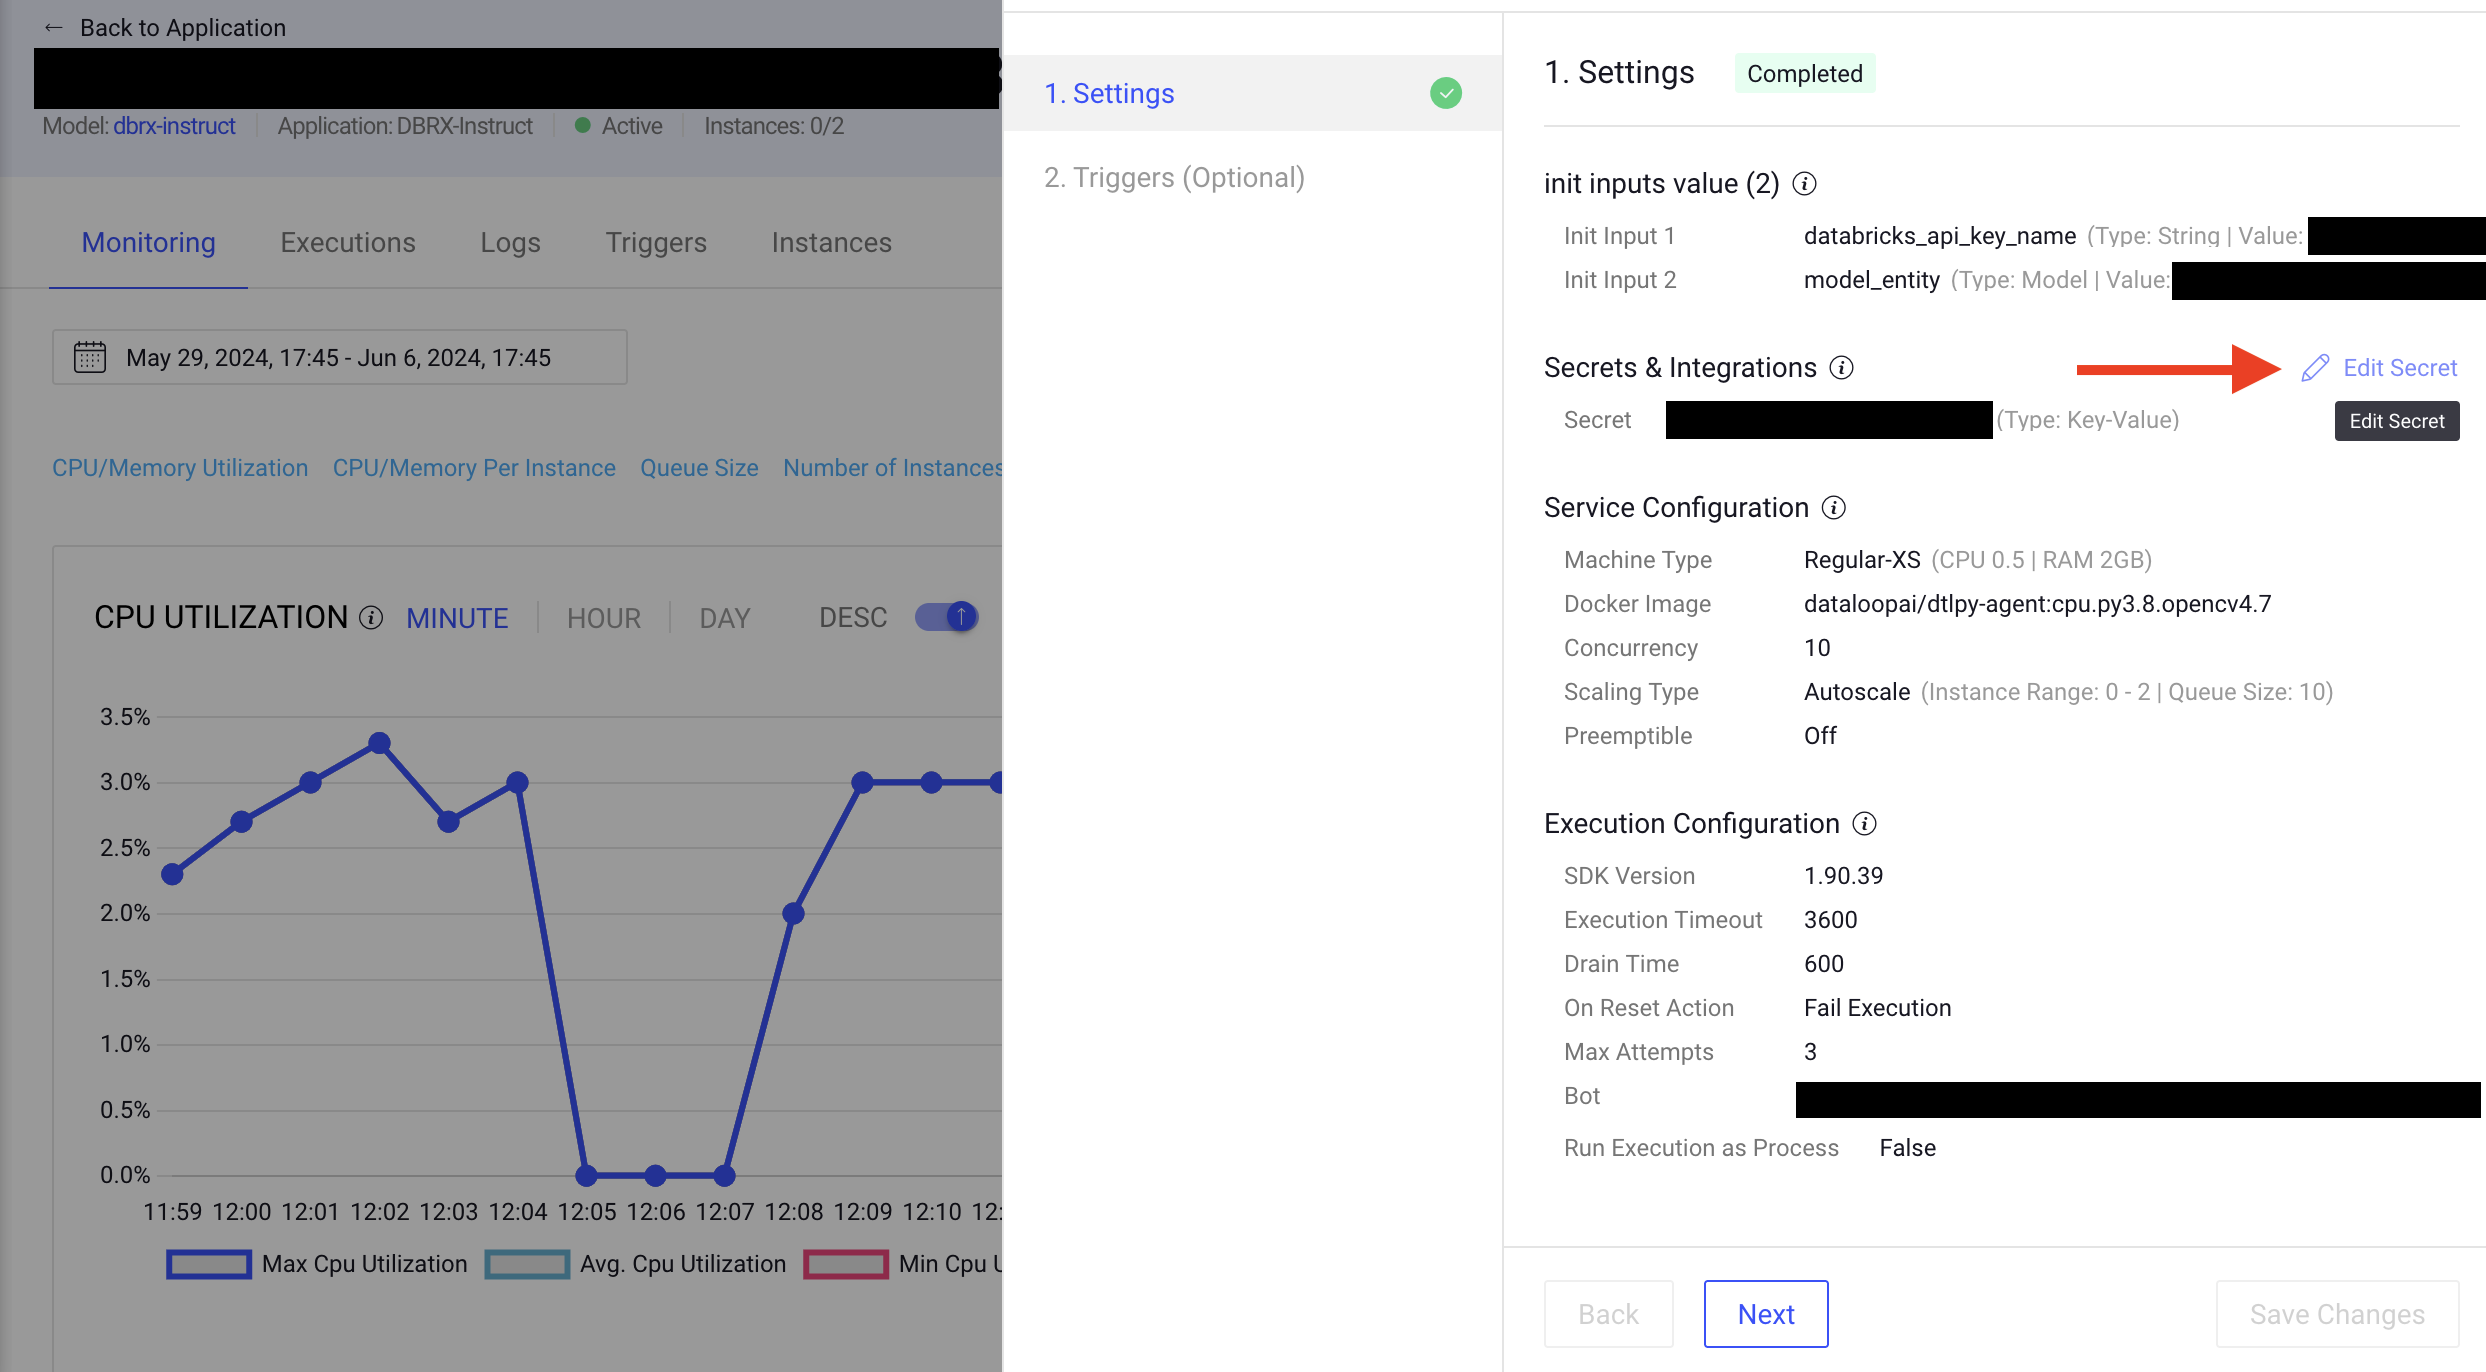 ← Back to Application
Model: dbrx-instruct Application: DBRX-Instruct Active Instances: 0/2
Monitoring Executions Logs Triggers Instances
May 29, 2024, 17:45 - Jun 6, 2024, 17:45
CPU/Memory Utilization CPU/Memory Per Instance Queue Size Number of Instances
CPU UTILIZATION MINUTE HOUR DAY DESC
3.5%
3.0%
2.5%
2.0%
1.5%
1.0%
0.5%
0.0%
11:59 12:00 12:01 12:02 12:03 12:04 12:05 12:06 12:07 12:08 12:09 12:10 12:
Max Cpu Utilization Avg. Cpu Utilization Min Cpu U
1. Settings
2. Triggers (Optional)
1. Settings Completed
init inputs value (2)
Init Input 1 databricks_api_key_name (Type: String | Value:
Init Input 2 model_entity (Type: Model | Value:
Secrets & Integrations Edit Secret
Secret (Type: Key-Value) Edit Secret
Service Configuration
Machine Type Regular-XS (CPU 0.5 | RAM 2GB)
Docker Image dataloopai/dtlpy-agent:cpu.py3.8.opencv4.7
Concurrency 10
Scaling Type Autoscale (Instance Range: 0 - 2 | Queue Size: 10)
Preemptible Off
Execution Configuration
SDK Version 1.90.39
Execution Timeout 3600
Drain Time 600
On Reset Action Fail Execution
Max Attempts 3
Bot
Run Execution as Process False
Back Next Save Changes